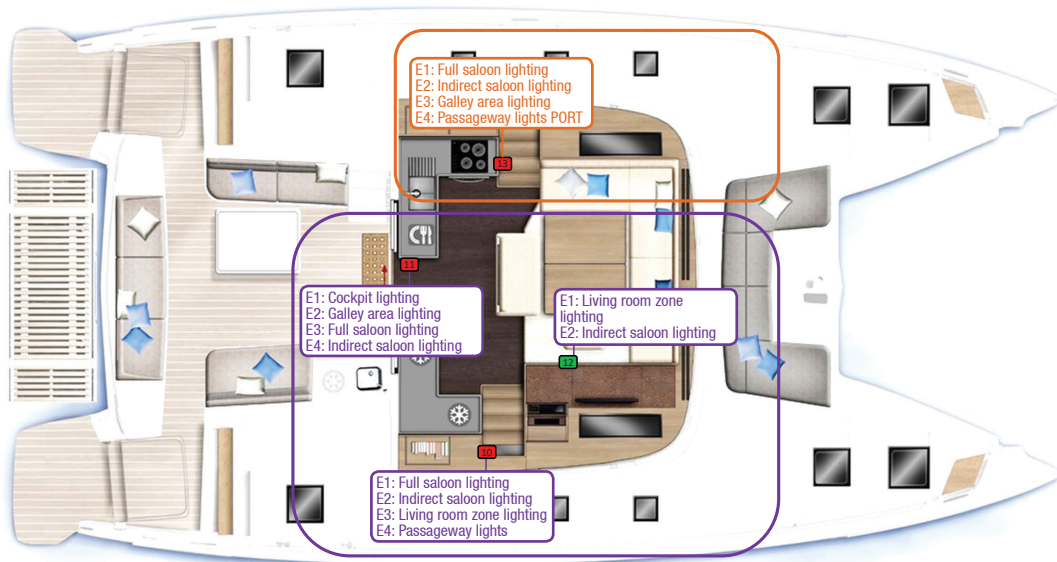 E1: Full saloon lighting
E2: Indirect saloon lighting
E3: Galley area lighting
E4: Passageway lights PORT
13
11
E1: Cockpit lighting
E2: Galley area lighting
E3: Full saloon lighting
E4: Indirect saloon lighting
E1: Living room zone
lighting
E2: Indirect saloon lighting
12
10
E1: Full saloon lighting
E2: Indirect saloon lighting
E3: Living room zone lighting
E4: Passageway lights